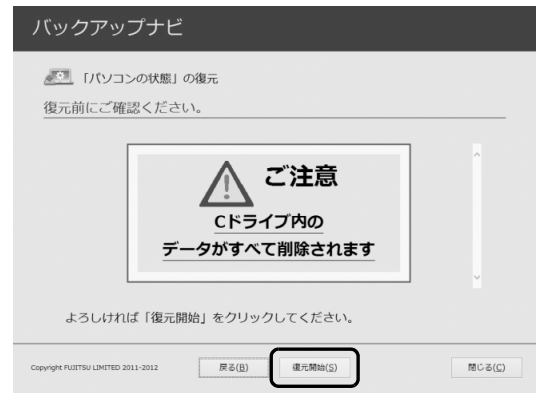 バックアップナビ
「パソコンの状態」の復元
復元前にご確認ください。
ご注意
Cドライブ内の
データがすべて削除されます
よろしければ「復元開始」をクリックしてください。
Copyright FUJITSU LIMITED 2011-2012 戻る(B) 復元開始(S) 閉じる(C)